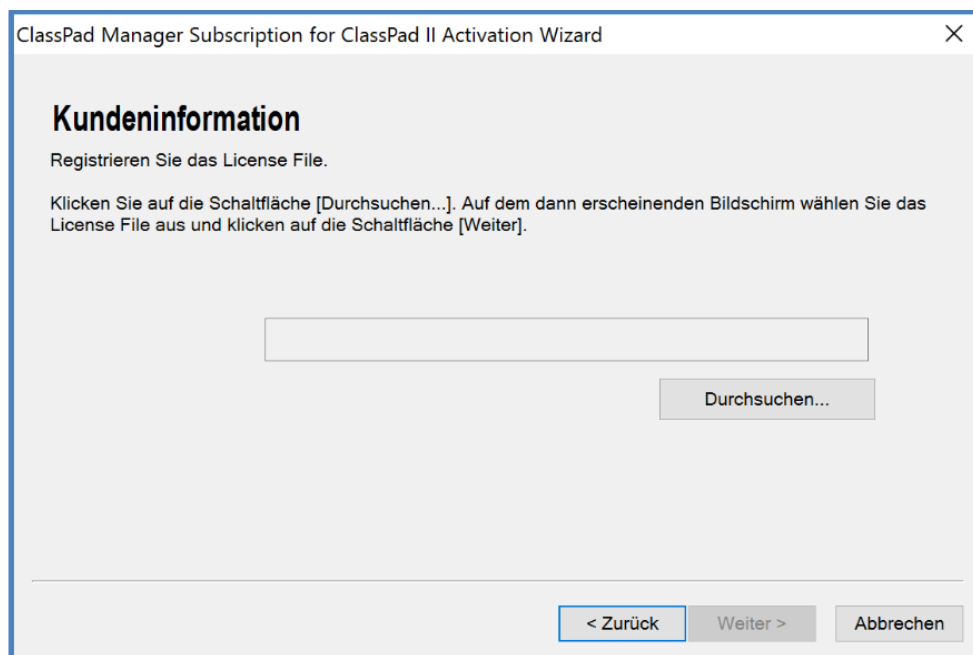 ClassPad Manager Subscription for ClassPad II Activation Wizard
Kundeninformation
Registrieren Sie das License File.
Klicken Sie auf die Schaltfläche [Durchsuchen...]. Auf dem dann erscheinenden Bildschirm wählen Sie das
License File aus und klicken auf die Schaltfläche [Weiter].
Durchsuchen...
< Zurück
Weiter >
Abbrechen